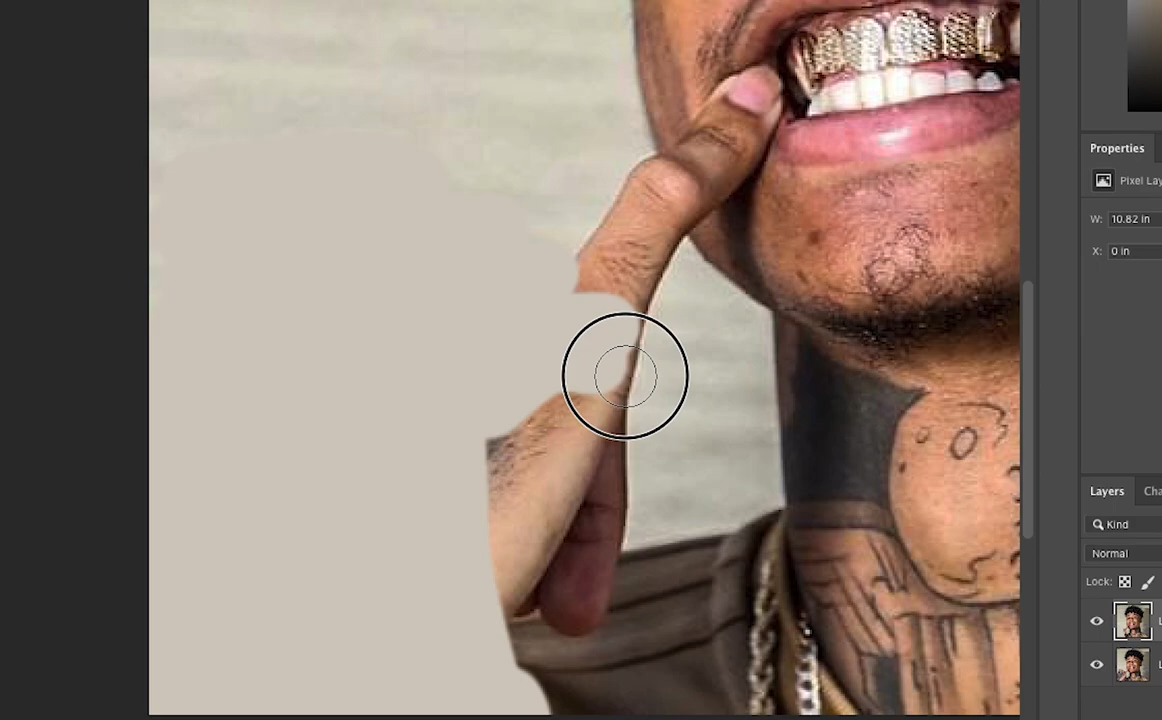 Properties
Pixel Lay
W: 10.82 in
X: 0 in
Layers Cha
Kind
Normal
Lock:
L
L